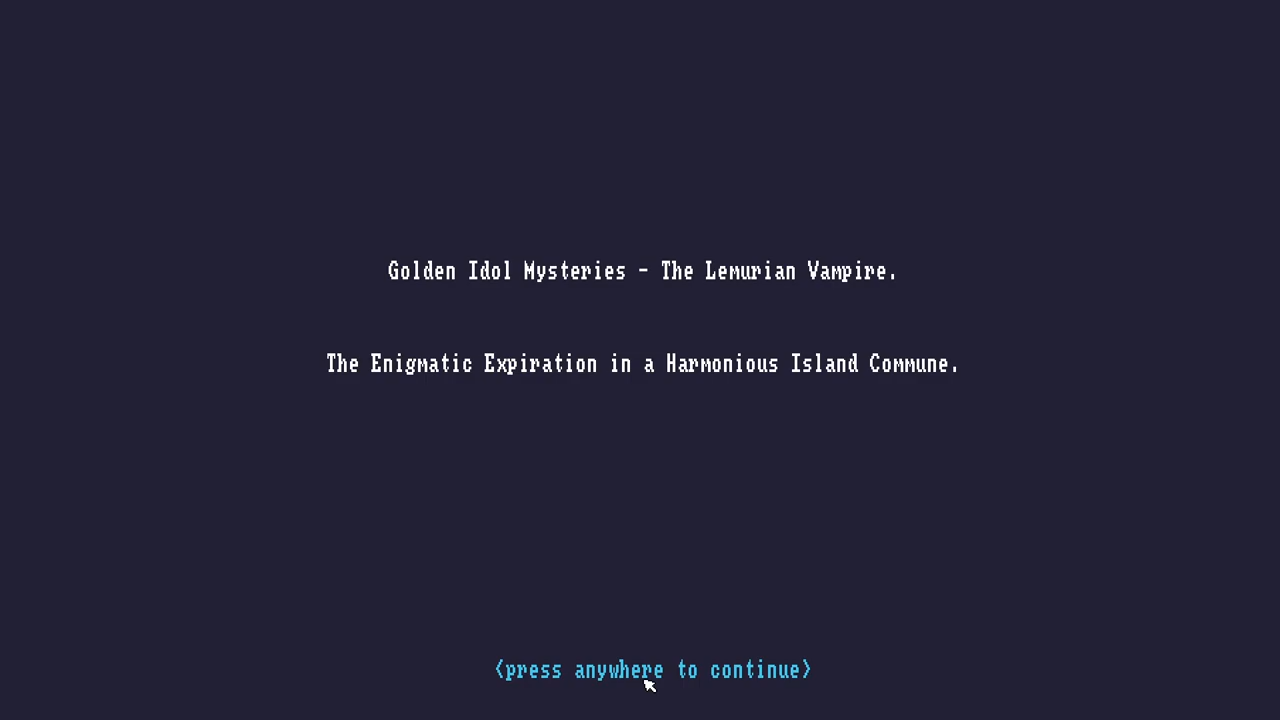 Golden Idol Mysteries - The Lemurian Vampire.
The Enigmatic Expiration in a Harmonious Island Commune.
<press anywhere to continue>